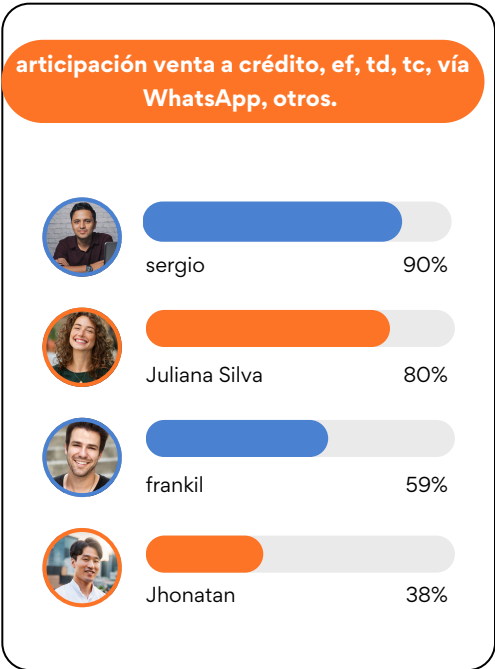 articipación venta a crédito, ef, td, tc, vía
WhatsApp, otros.
sergio 90%
Juliana Silva 80%
frankil 59%
Jhonatan 38%